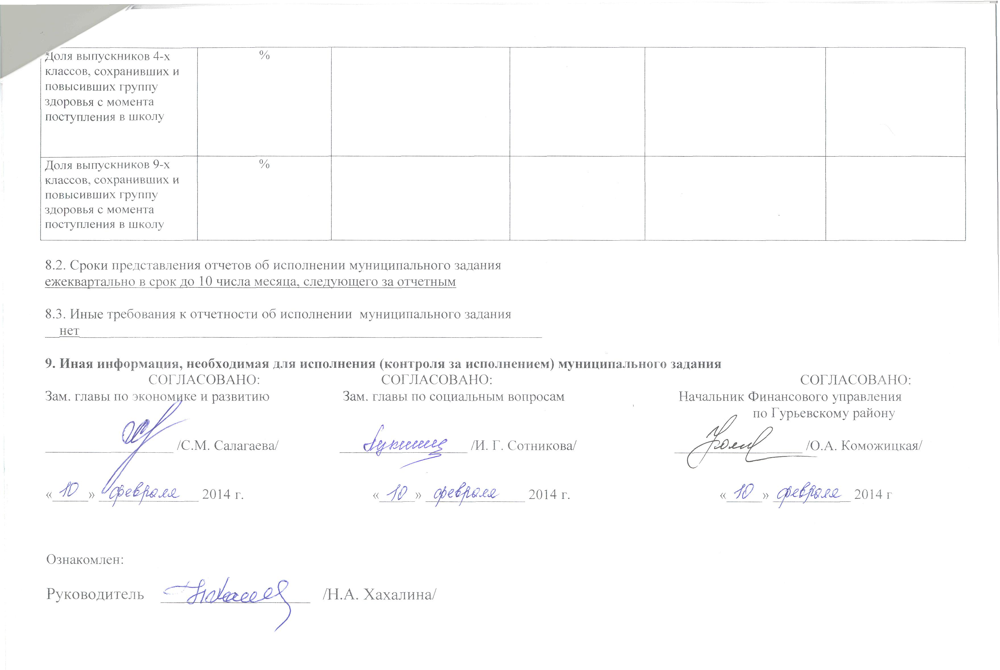 Доля выпускников 4-х %
классов, сохранивших и
повысивших группу
здоровья с момента
поступления в школу
Доля выпускников 9-х %
классов, сохранивших и
повысивших группу
здоровья с момента
поступления в школу
8.2. Сроки представления отчетов об исполнении муниципального задания
ежеквартально в срок до 10 числа месяца, следующего за отчетным
8.3. Иные требования к отчетности об исполнении муниципального задания
нет
9. Иная информация, необходимая для исполнения (контроля за исполнением) муниципального задания
СОГЛАСОВАНО: СОГЛАСОВАНО: СОГЛАСОВАНО:
Зам. главы по экономике и развитию Зам. главы по социальным вопросам Начальник Финансового управления
по Гурьевскому району
/С.М. Салагаева/ /И. Г. Сотникова/ /О.А. Коможицкая/
«10» февраля 2014 г. «10» февраля 2014 г. «10» февраля 2014 г
Ознакомлен:
Руководитель /Н.А. Хахалина/